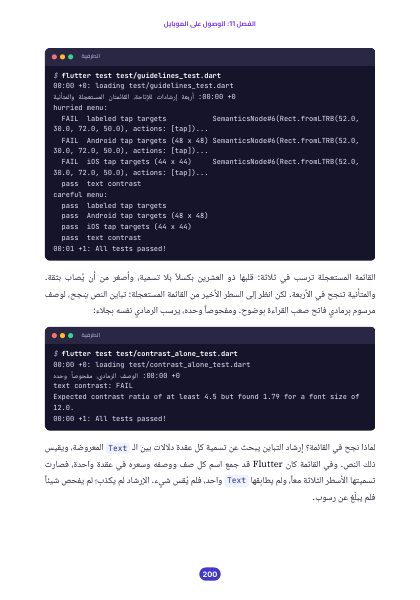 الفصل 11: الوصول على الموبايل
الطرفية
$ flutter test test/guidelines_test.dart
00:00 +0: loading test/guidelines_test.dart
00:00 +0: أربعة إرشادات للإتاحة، القائمتان المستعجلة والمتأنية
hurried menu:
FAIL labeled tap targets SemanticsNode#6(Rect.fromLTRB(52.0,
30.0, 72.0, 50.0), actions: [tap])...
FAIL Android tap targets (48 x 48) SemanticsNode#6(Rect.fromLTRB(52.0,
30.0, 72.0, 50.0), actions: [tap])...
FAIL iOS tap targets (44 x 44) SemanticsNode#6(Rect.fromLTRB(52.0,
30.0, 72.0, 50.0), actions: [tap])...
pass text contrast
careful menu:
pass labeled tap targets
pass Android tap targets (48 x 48)
pass iOS tap targets (44 x 44)
pass text contrast
00:01 +1: All tests passed!
القائمة المستعجلة ترسب في ثلاثة: قلبها ذو العشرين بكسلاً بلا تسمية، وأصغر من أن يُصاب بثقة.
والمتأنية تنجح في الأربعة. لكن انظر إلى السطر الأخير من القائمة المستعجلة: تباين النص ينجح، لوصف
مرسوم برمادي فاتح صعب القراءة بوضوح. ومفحوصاً وحده، يرسب الرمادي نفسه بجلاء:
الطرفية
$ flutter test test/contrast_alone_test.dart
00:00 +0: loading test/contrast_alone_test.dart
00:00 +0: الوصف الرمادي، مفحوصاً وحده
text contrast: FAIL
Expected contrast ratio of at least 4.5 but found 1.79 for a font size of
12.0.
00:00 +1: All tests passed!
لماذا نجح في القائمة؟ إرشاد التباين يبحث عن تسمية كل عقدة دلالات بين الـ Text المعروضة، ويقيس
ذلك النص. وفي القائمة كان Flutter قد جمع اسم كل صف ووصفه وسعره في عقدة واحدة، فصارت
تسميتها الأسطر الثلاثة معاً، ولم يطابقها Text واحد، فلم يُقس شيء. الإرشاد لم يكذب؛ لم يفحص شيئاً
فلم يبلّغ عن رسوب.
200